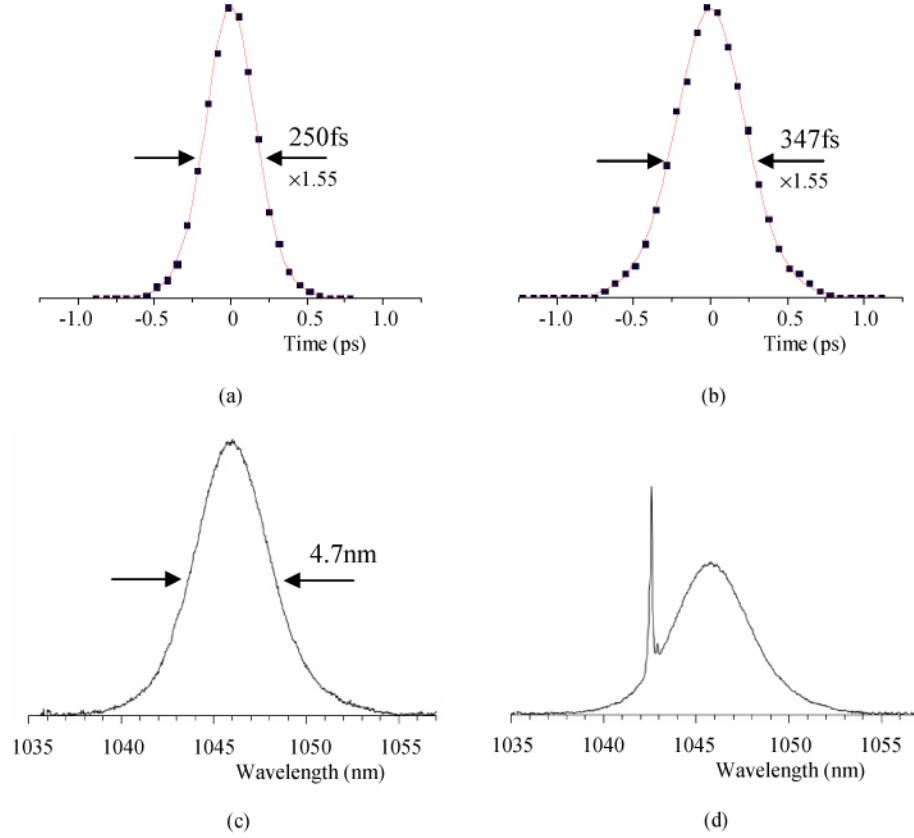 250fs
×1.55
-1.0 -0.5 0 0.5 1.0
Time (ps)
(a)
347fs
×1.55
-1.0 -0.5 0 0.5 1.0
Time (ps)
(b)
4.7nm
1035 1040 1045 1050 1055
Wavelength (nm)
(c)
1035 1040 1045 1050 1055
Wavelength (nm)
(d)